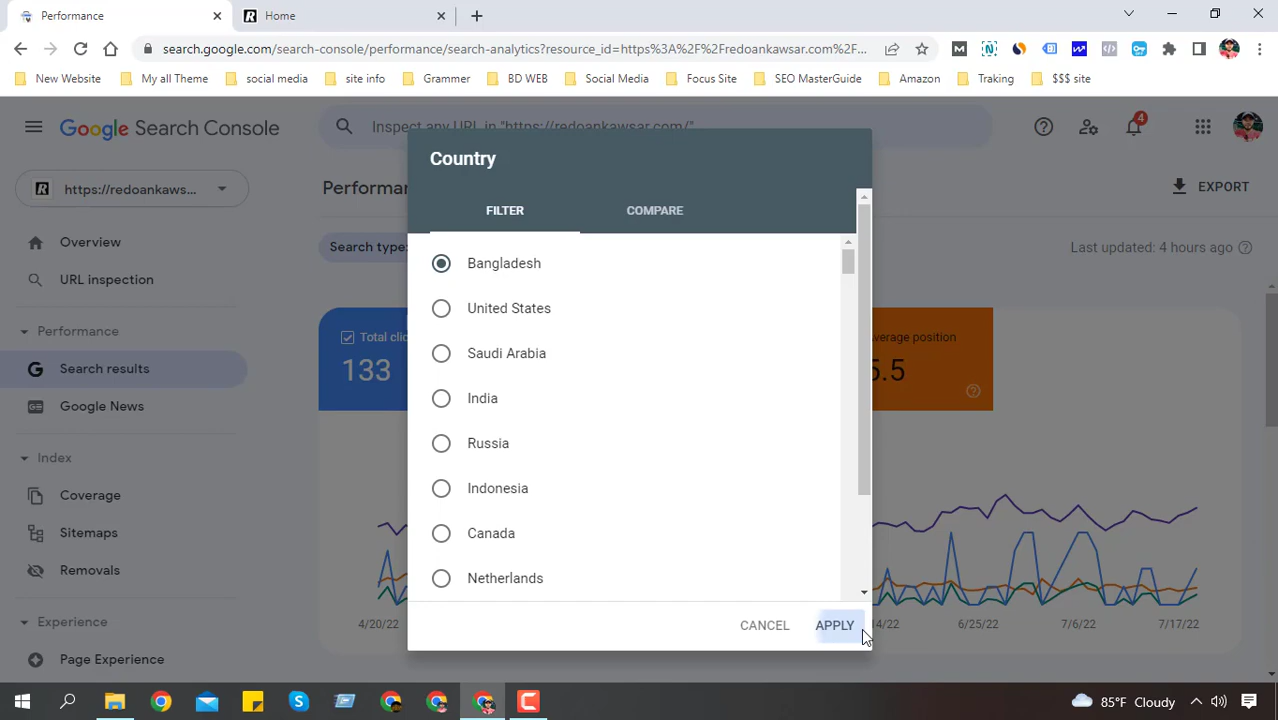 Performance
Home
search.google.com/search-console/performance/search-analytics?resource_id=https%3A%2F%2Fredoankawsar.com%2F...
New Website
My all Theme
social media
site info
Grammer
BD WEB
Social Media
Focus Site
SEO MasterGuide
Amazon
Traking
$$$ site
Google Search Console
Inspect any URL in "https://redoankawsar.com/"
4
https://redoankaws...
Performa
EXPORT
Country
FILTER
COMPARE
Search type:
Last updated: 4 hours ago
Overview
URL inspection
Performance
Search results
Google News
Index
Coverage
Sitemaps
Removals
Experience
Page Experience
Total clic
133
verage position
5.5
Bangladesh
United States
Saudi Arabia
India
Russia
Indonesia
Canada
Netherlands
CANCEL
APPLY
4/20/22
14/22
6/25/22
7/6/22
7/17/22
85°F Cloudy